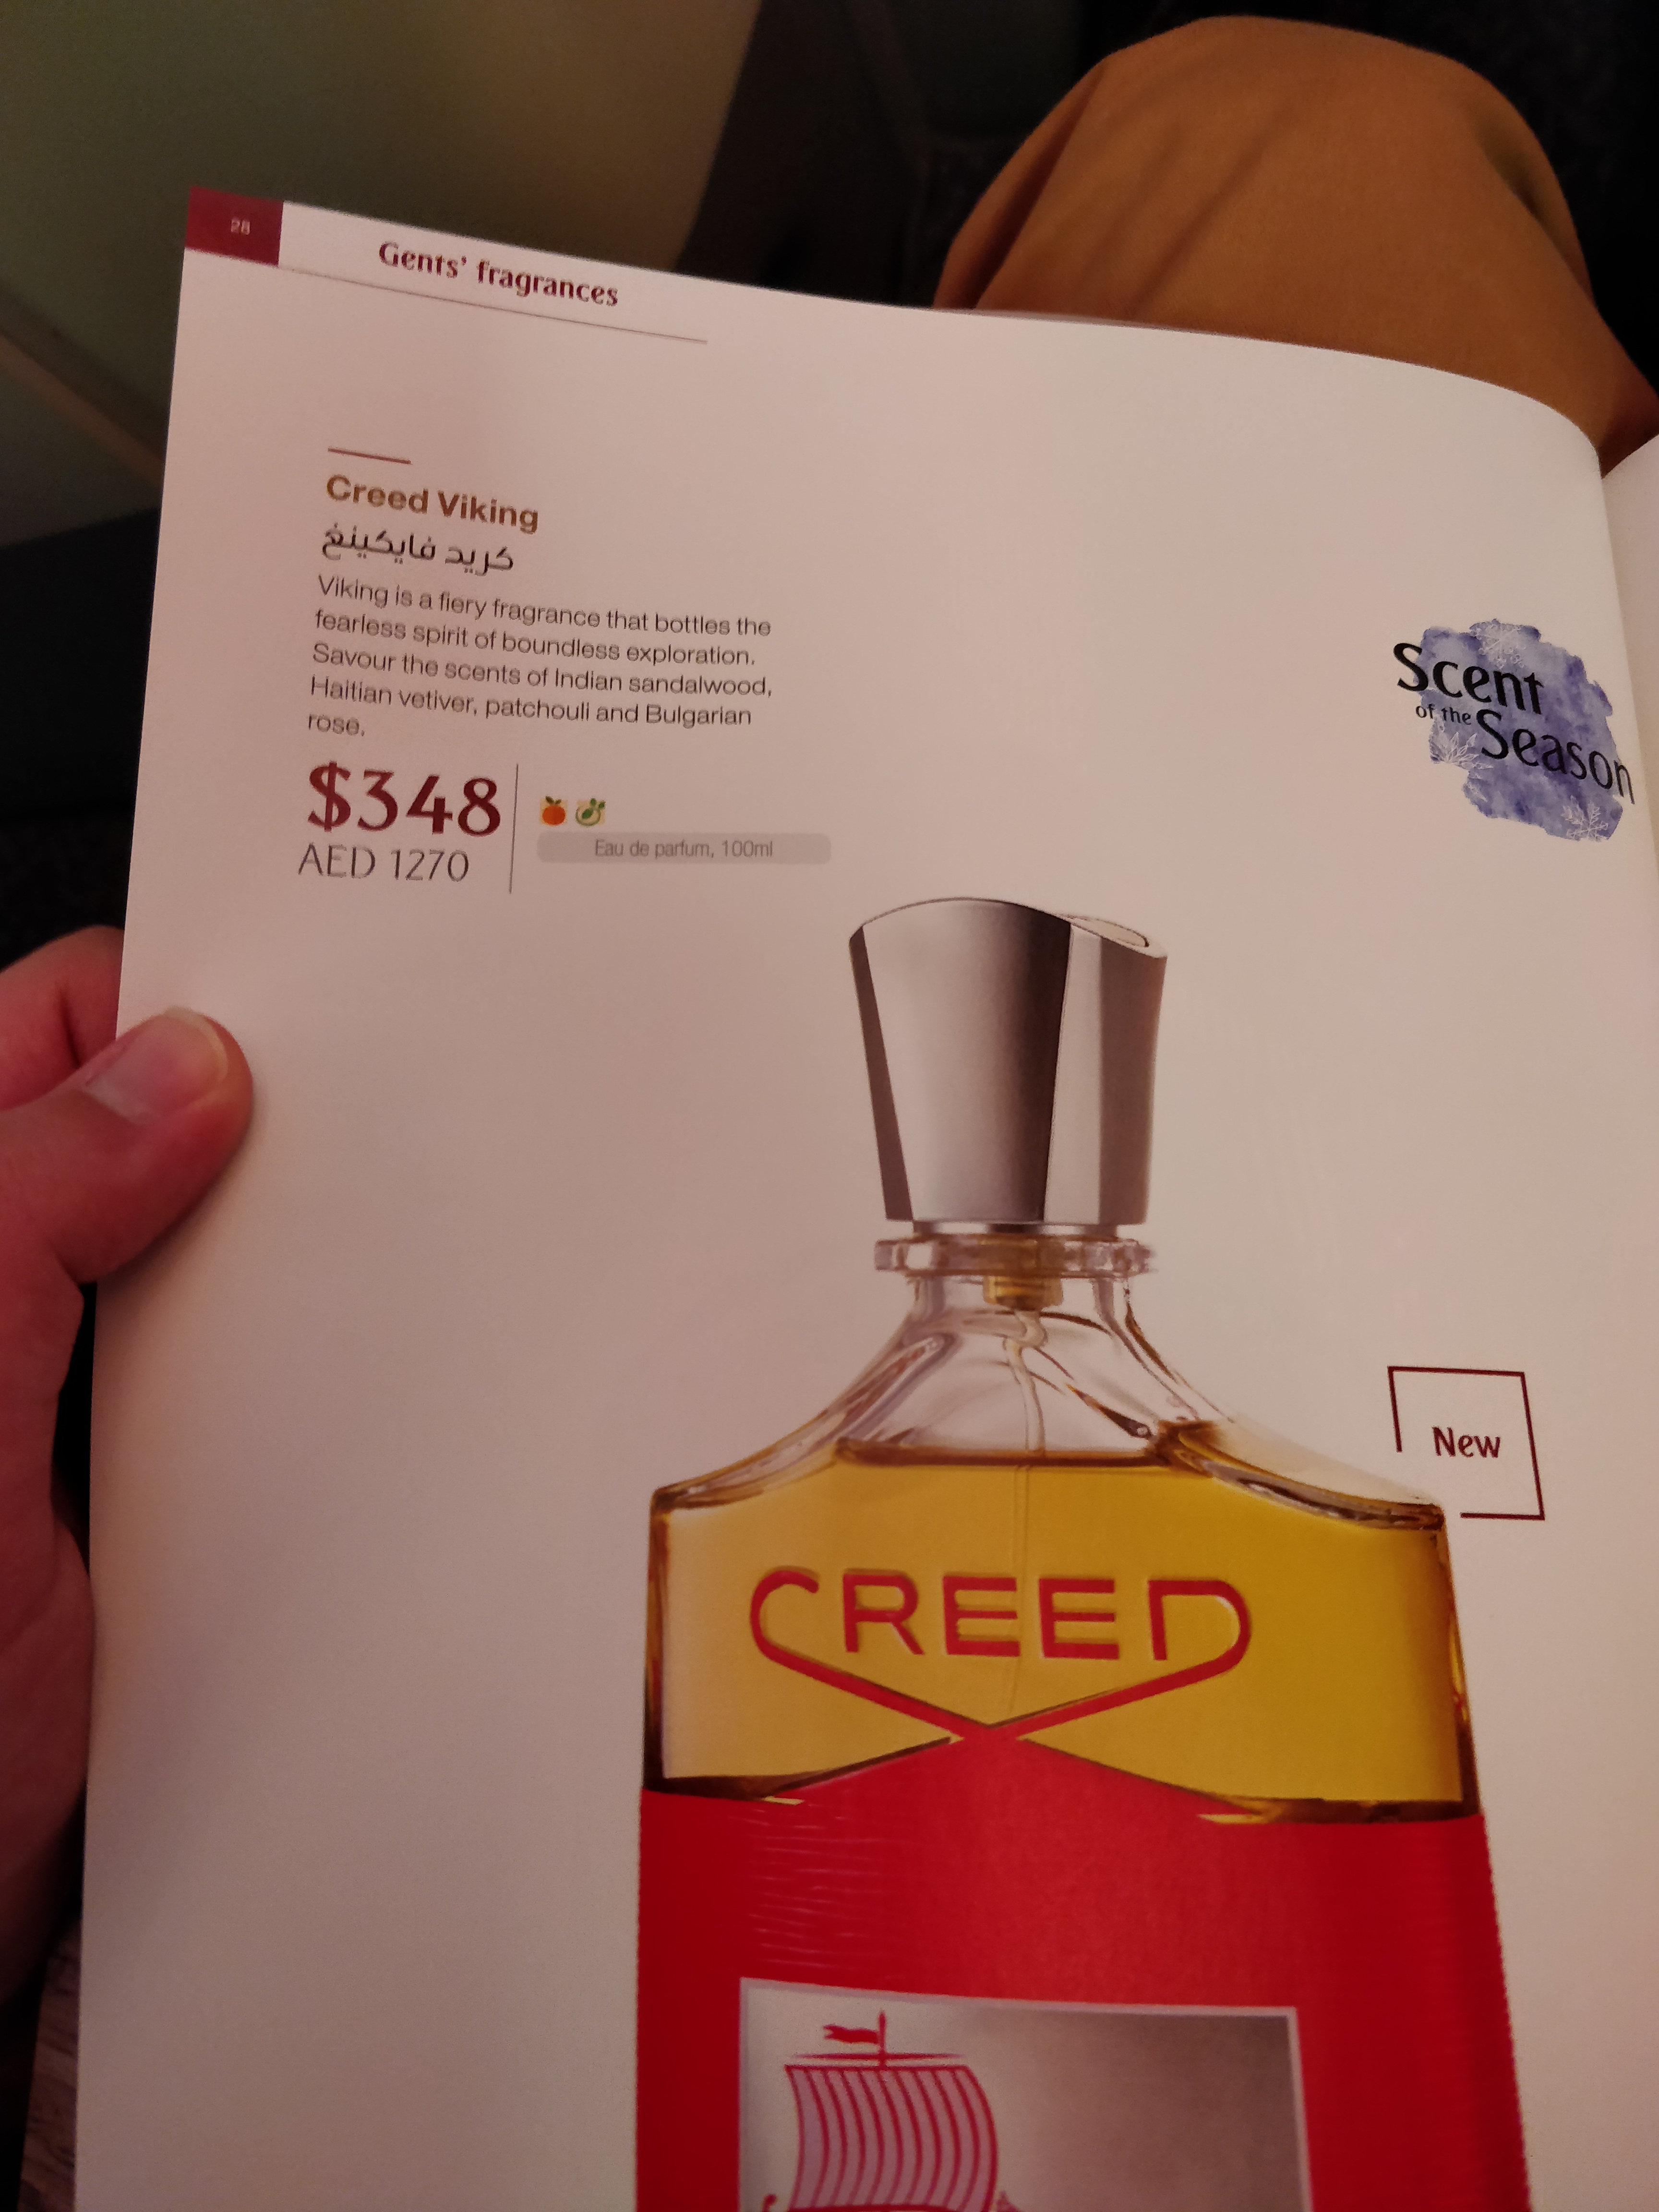 28
Gents' fragrances
Creed Viking
كريد فايكينغ
Viking is a fiery fragrance that bottles the
fearless spirit of boundless exploration.
Savour the scents of Indian sandalwood,
Haitian vetiver, patchouli and Bulgarian
rose.
$348
AED 1270
Eau de parfum, 100ml
Scent
of the Season
New
CREED